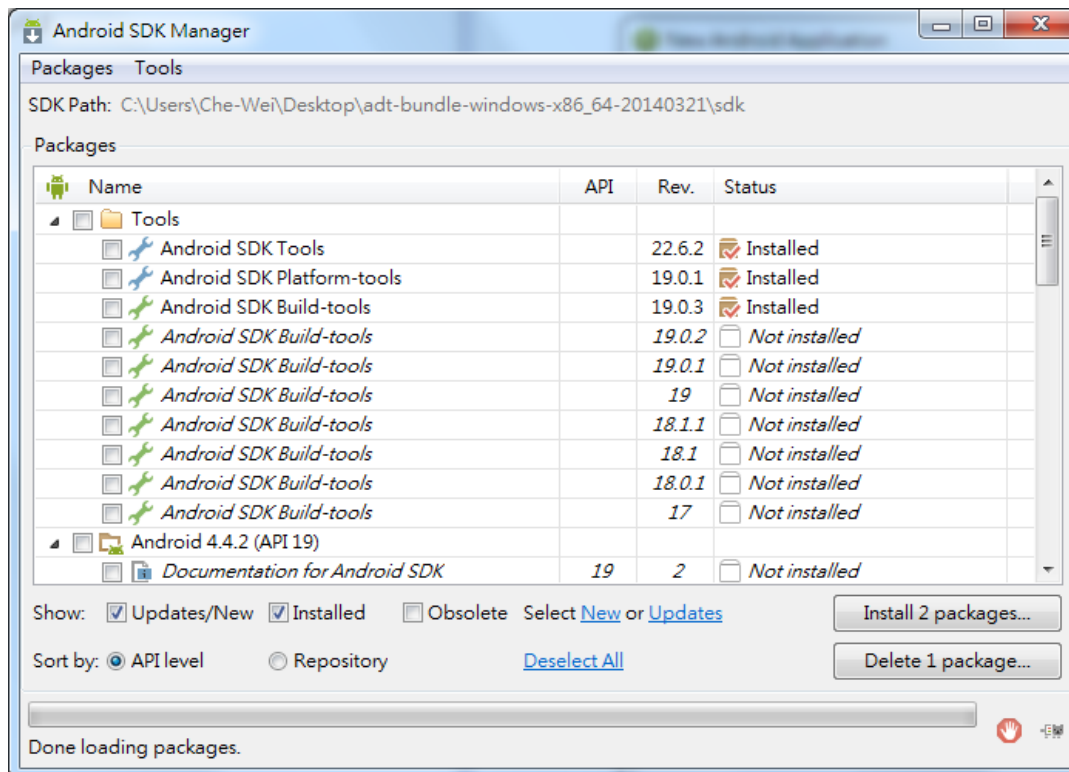 Android SDK Manager
New Android Application
Packages Tools
SDK Path: C:\Users\Che-Wei\Desktop\adt-bundle-windows-x86_64-20140321\sdk
Packages
Name API Rev. Status
Tools
Android SDK Tools 22.6.2 Installed
Android SDK Platform-tools 19.0.1 Installed
Android SDK Build-tools 19.0.3 Installed
Android SDK Build-tools 19.0.2 Not installed
Android SDK Build-tools 19.0.1 Not installed
Android SDK Build-tools 19 Not installed
Android SDK Build-tools 18.1.1 Not installed
Android SDK Build-tools 18.1 Not installed
Android SDK Build-tools 18.0.1 Not installed
Android SDK Build-tools 17 Not installed
Android 4.4.2 (API 19)
Documentation for Android SDK 19 2 Not installed
Show: Updates/New Installed Obsolete Select New or Updates Install 2 packages...
Sort by: API level Repository Deselect All Delete 1 package...
Done loading packages.